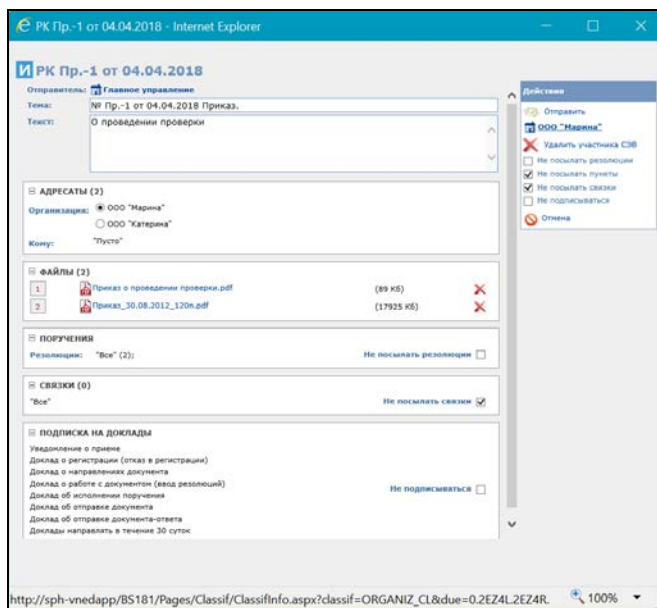 РК Пр.-1 от 04.04.2018 - Internet Explorer
И РК Пр.-1 от 04.04.2018
Отправитель: Главное управление
Тема: № Пр.-1 от 04.04.2018 Приказ.
Текст: О проведении проверки
АДРЕСАТЫ (2)
Организация: ООО "Марина"
ООО "Катерина"
Кому: "Пусто"
ФАЙЛЫ (2)
1 Приказ о проведении проверки.pdf (89 Кб)
2 Приказ_30.08.2012_120п.pdf (17925 Кб)
ПОРУЧЕНИЯ
Резолюции: "Все" (2); Не посылать резолюции
СВЯЗКИ (0)
"Все" Не посылать связки
ПОДПИСКА НА ДОКЛАДЫ
Уведомление о приеме
Доклад о регистрации (отказ в регистрации)
Доклад о направлениях документа
Доклад о работе с документом (ввод резолюций)
Не подписываться
Доклад об исполнении поручения
Доклад об отправке документа
Доклад об отправке документа-ответа
Доклады направлять в течение 30 суток
Действия
Отправить
ООО "Марина"
Удалить участника СЭВ
Не посылать резолюции
Не посылать пункты
Не посылать связки
Не подписываться
Отмена
http://sph-vnedapp/BS181/Pages/Classif/ClassifInfo.aspx?classif=ORGANIZ_CL&due=0.2EZ4L.2EZ4R. 100%